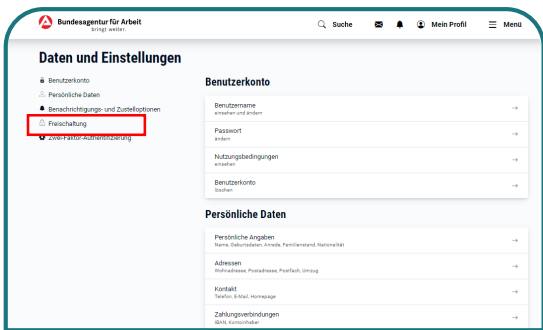 Bundesagentur für Arbeit
bringt weiter.
Suche
Mein Profil
Menü
Daten und Einstellungen
Benutzerkonto
Persönliche Daten
Benachrichtigungs- und Zustelloptionen
Freischaltung
Zwei-Faktor-Authentifizierung
Benutzerkonto
Benutzername
einsehen und ändern
Passwort
ändern
Nutzungsbedingungen
einsehen
Benutzerkonto
löschen
Persönliche Daten
Persönliche Angaben
Name, Geburtsdaten, Anrede, Familienstand, Nationalität
Adressen
Wohnadresse, Postadresse, Postfach, Umzug
Kontakt
Telefon, E-Mail, Homepage
Zahlungsverbindungen
IBAN, Kontoinhaber